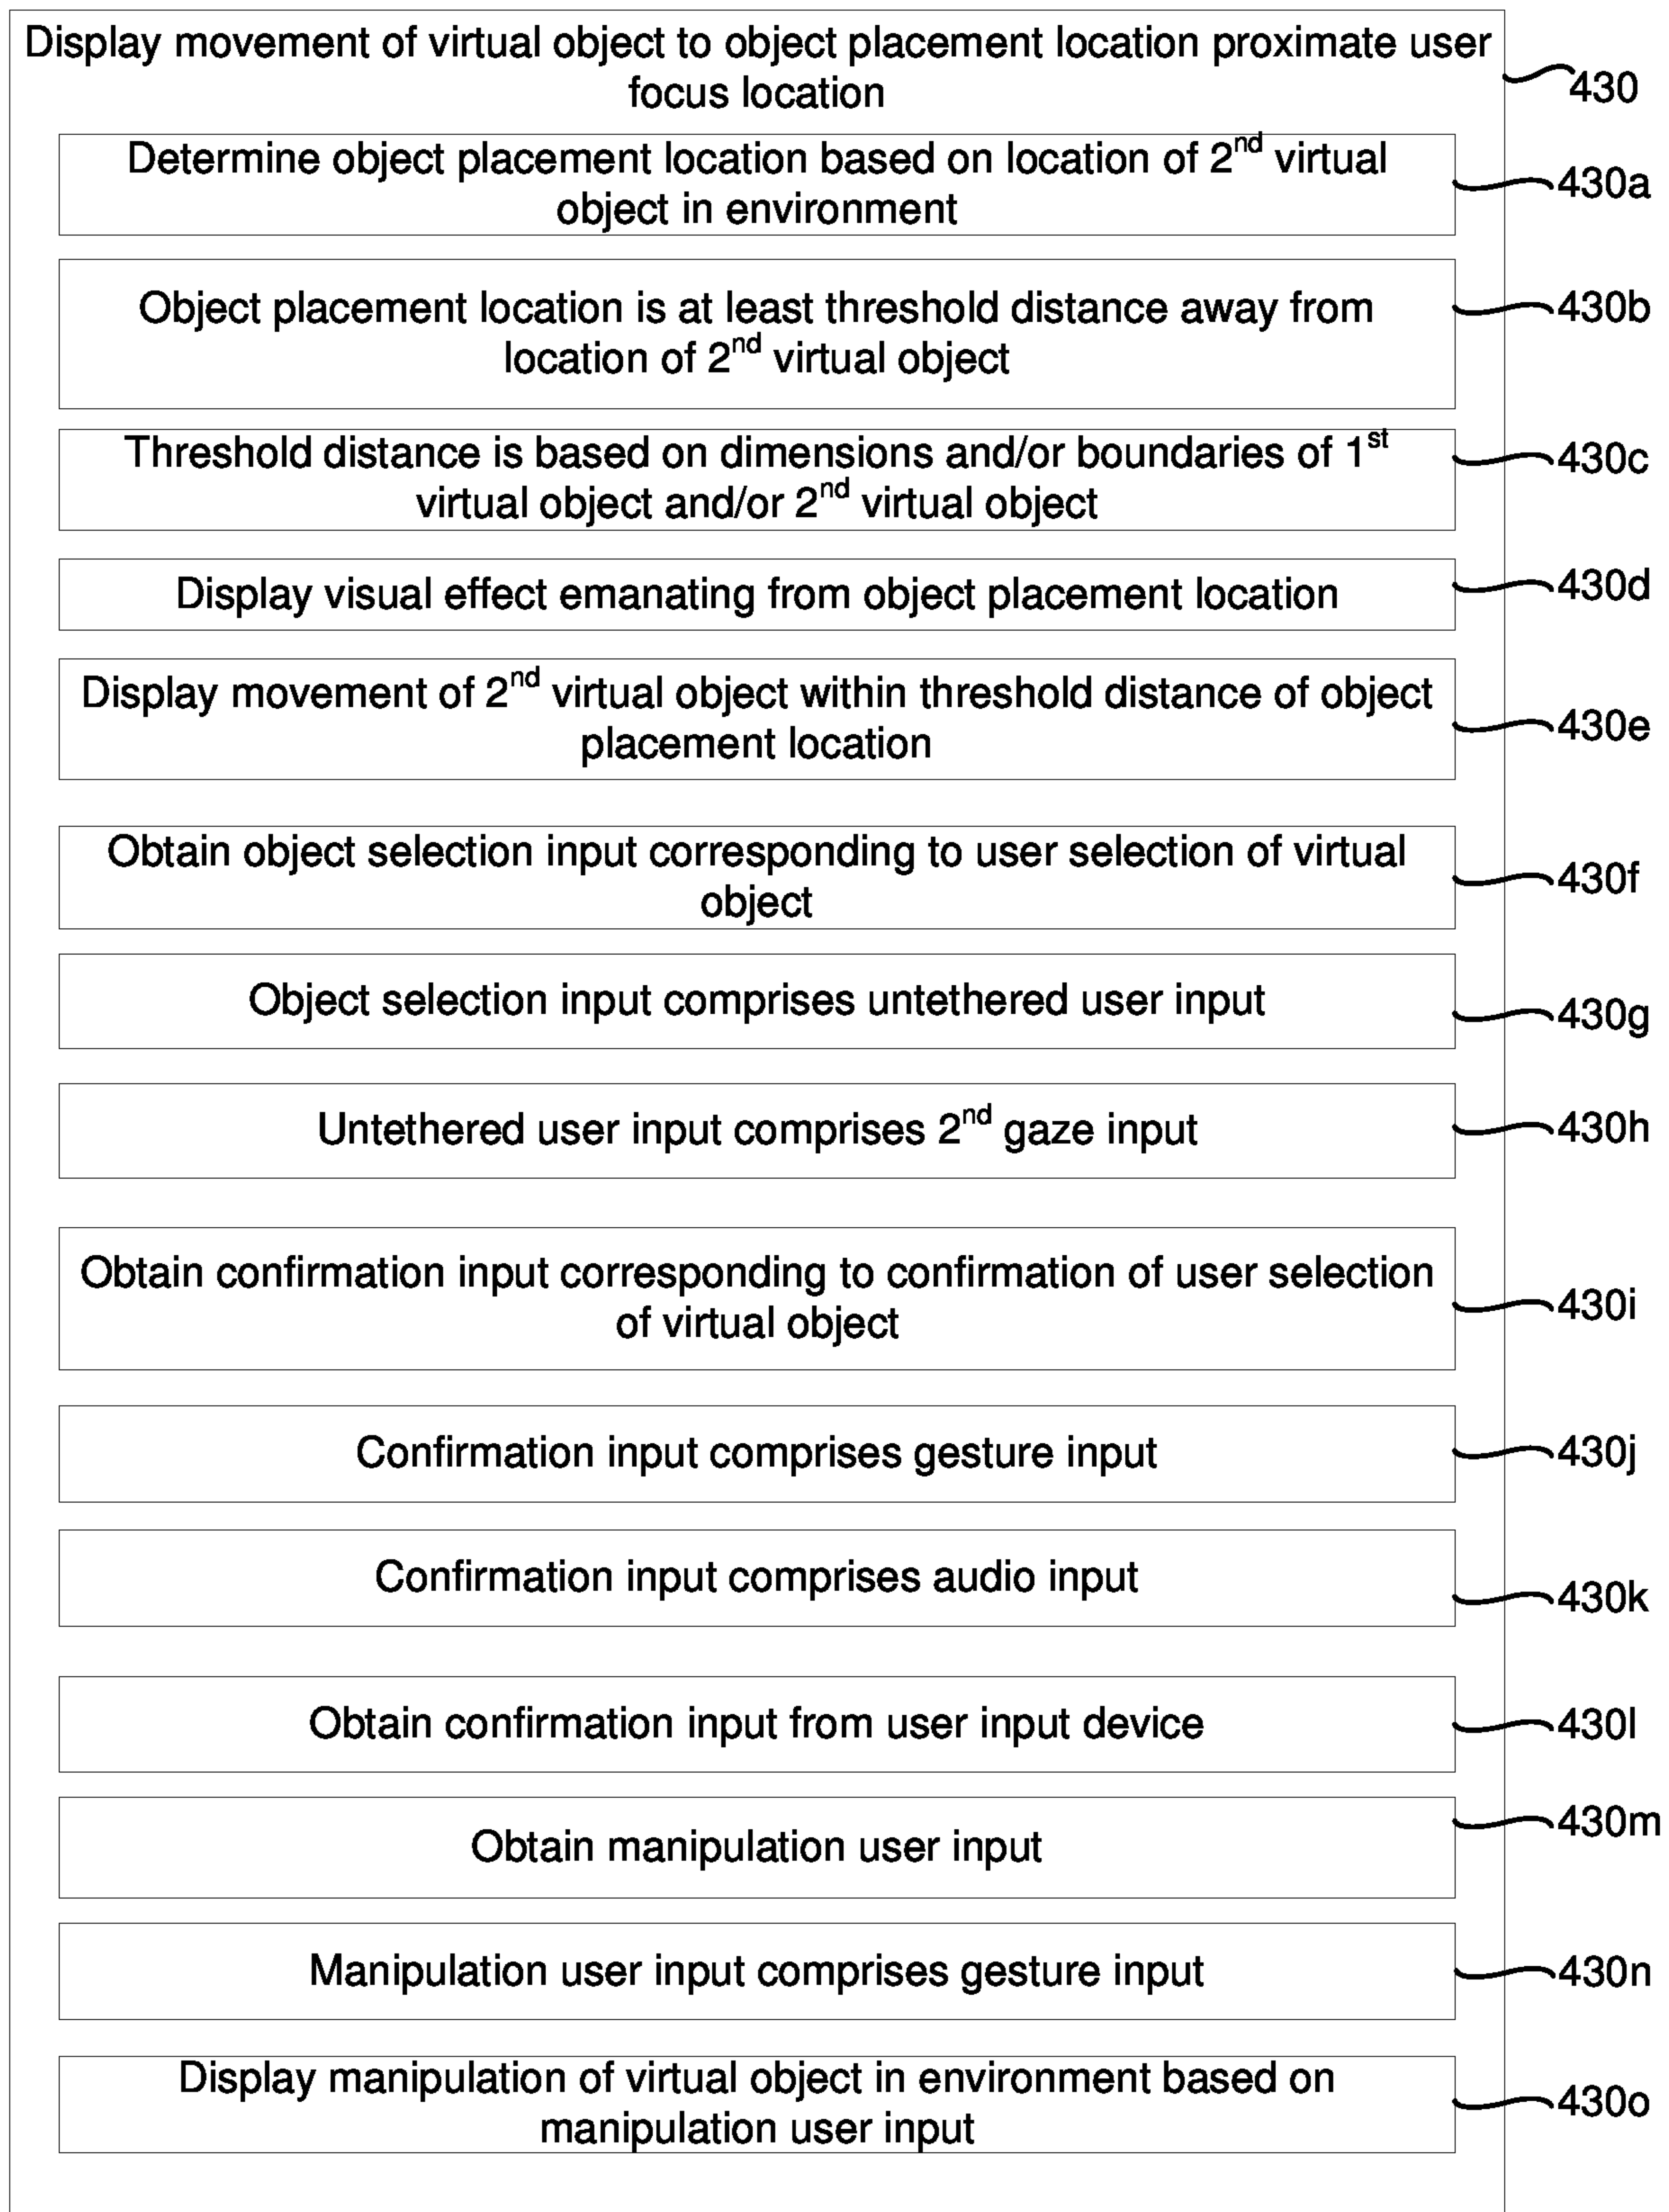 Display movement of virtual object to object placement location proximate user
focus location
430
Determine object placement location based on location of 2nd virtual
object in environment
430a
Object placement location is at least threshold distance away from
location of 2nd virtual object
430b
Threshold distance is based on dimensions and/or boundaries of 1st
virtual object and/or 2nd virtual object
430c
Display visual effect emanating from object placement location
430d
Display movement of 2nd virtual object within threshold distance of object
placement location
430e
Obtain object selection input corresponding to user selection of virtual
object
430f
Object selection input comprises untethered user input
430g
Untethered user input comprises 2nd gaze input
430h
Obtain confirmation input corresponding to confirmation of user selection
of virtual object
430i
Confirmation input comprises gesture input
430j
Confirmation input comprises audio input
430k
Obtain confirmation input from user input device
430l
Obtain manipulation user input
430m
Manipulation user input comprises gesture input
430n
Display manipulation of virtual object in environment based on
manipulation user input
430o